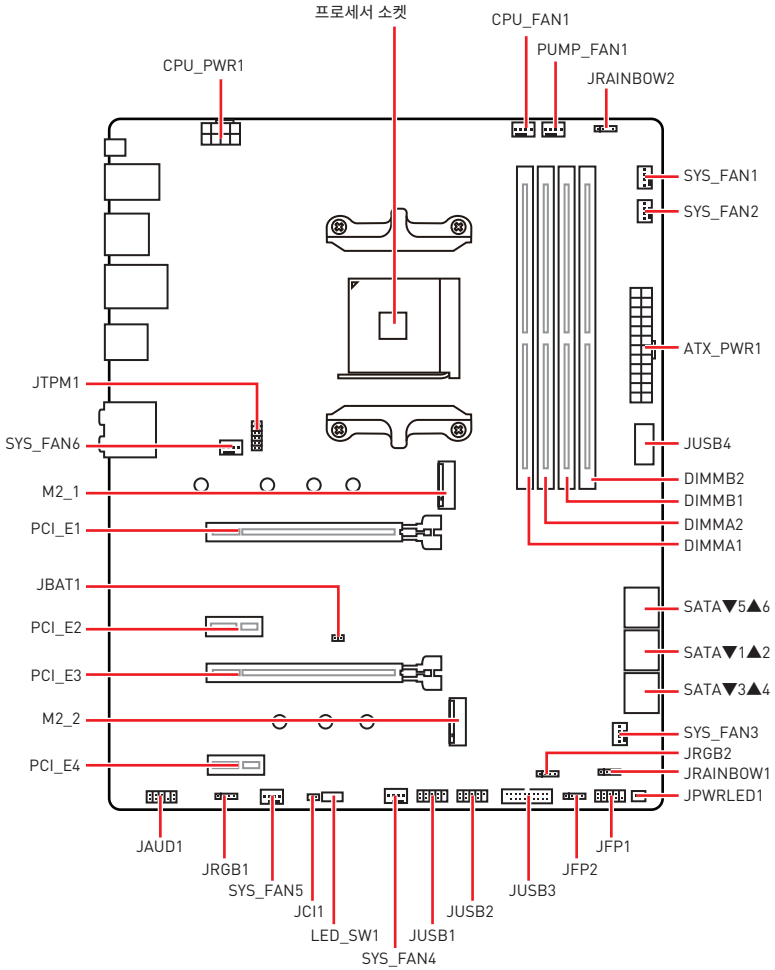 프로세서 소켓
CPU_FAN1
PUMP_FAN1
CPU_PWR1
JRAINBOW2
SYS_FAN1
SYS_FAN2
ATX_PWR1
JTPM1
SYS_FAN6
JUSB4
M2_1
DIMMB2
DIMMB1
PCI_E1
DIMMA2
DIMMA1
JBAT1
SATA▼5▲6
PCI_E2
SATA▼1▲2
PCI_E3
SATA▼3▲4
M2_2
SYS_FAN3
JRGB2
PCI_E4
JRAINBOW1
JPWRLED1
JAUD1
JRGB1
SYS_FAN5
JCI1
LED_SW1
SYS_FAN4
JUSB1
JUSB2
JUSB3
JFP2
JFP1